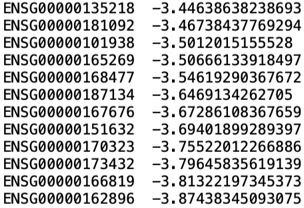 ENSG00000135218 -3.44638638238693
ENSG00000181092 -3.46738437769294
ENSG00000101938 -3.5012015155528
ENSG00000165269 -3.50666133918497
ENSG00000168477 -3.54619290367672
ENSG00000187134 -3.6469134262705
ENSG00000167676 -3.67286108367659
ENSG00000151632 -3.69401899289397
ENSG00000170323 -3.75522012266886
ENSG00000173432 -3.79645835619139
ENSG00000166819 -3.81322197345373
ENSG00000162896 -3.87438345093075